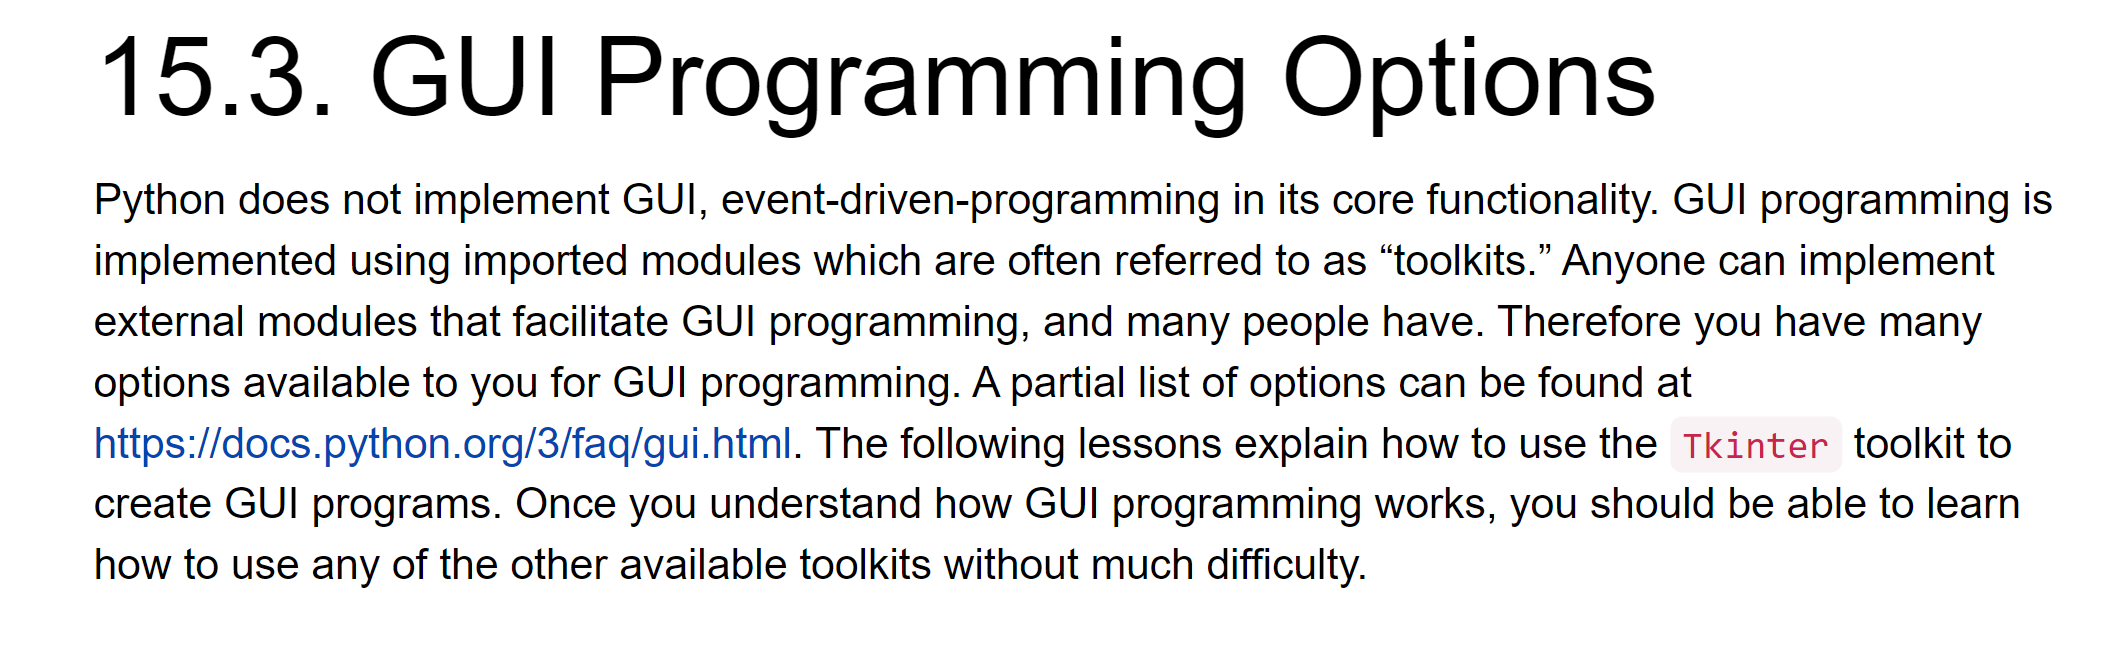 15.3. GUI Programming Options
Python does not implement GUI, event-driven-programming in its core functionality. GUI programming is
implemented using imported modules which are often referred to as “toolkits.” Anyone can implement
external modules that facilitate GUI programming, and many people have. Therefore you have many
options available to you for GUI programming. A partial list of options can be found at
https://docs.python.org/3/faq/gui.html. The following lessons explain how to use the Tkinter toolkit to
create GUI programs. Once you understand how GUI programming works, you should be able to learn
how to use any of the other available toolkits without much difficulty.